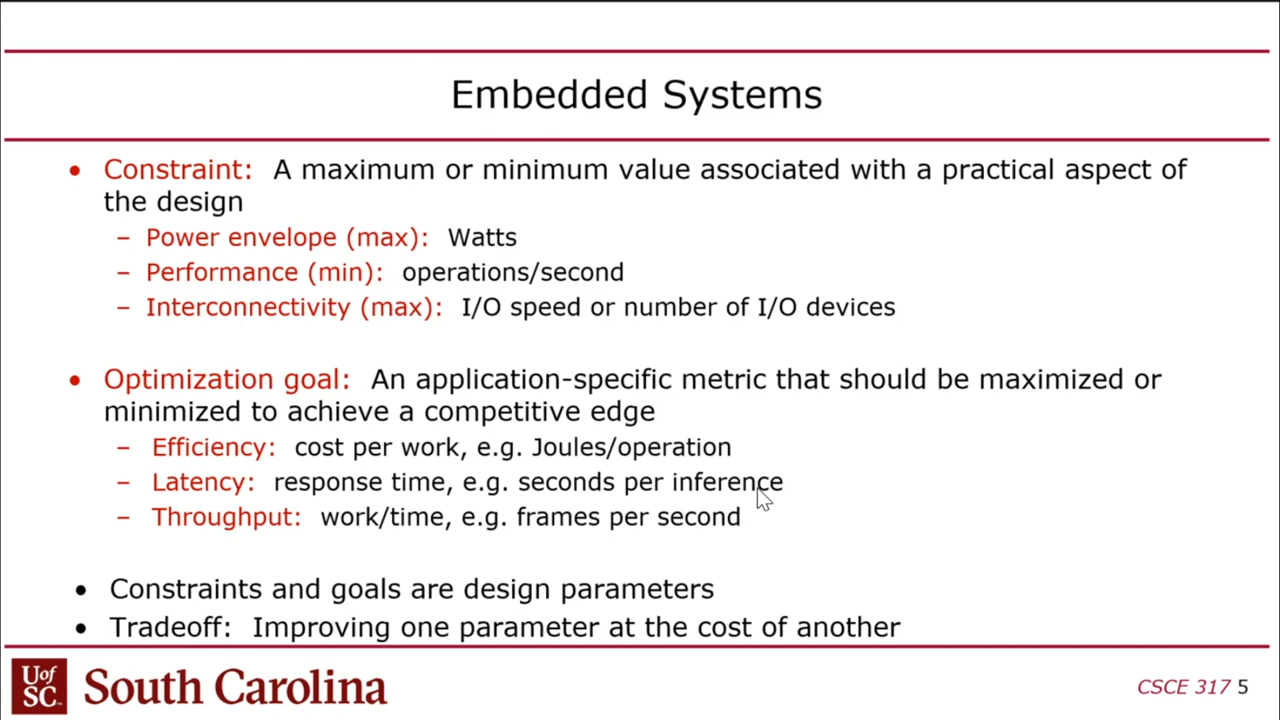 Embedded Systems
• Constraint: A maximum or minimum value associated with a practical aspect of
the design
– Power envelope (max): Watts
– Performance (min): operations/second
– Interconnectivity (max): I/O speed or number of I/O devices
• Optimization goal: An application-specific metric that should be maximized or
minimized to achieve a competitive edge
– Efficiency: cost per work, e.g. Joules/operation
– Latency: response time, e.g. seconds per inference
– Throughput: work/time, e.g. frames per second
• Constraints and goals are design parameters
• Tradeoff: Improving one parameter at the cost of another
UofSC South Carolina
CSCE 317 5